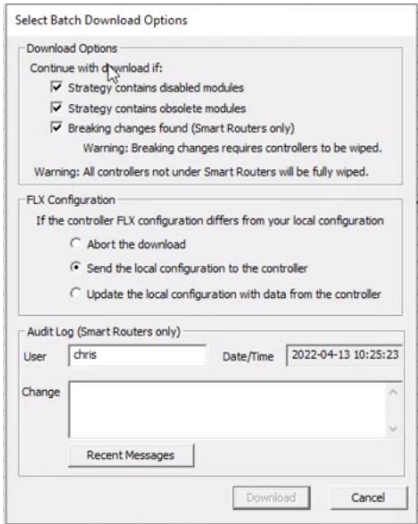 Select Batch Download Options
Download Options
Continue with download if:
Strategy contains disabled modules
Strategy contains obsolete modules
Breaking changes found (Smart Routers only)
Warning: Breaking changes requires controllers to be wiped.
Warning: All controllers not under Smart Routers will be fully wiped.
FLX Configuration
If the controller FLX configuration differs from your local configuration
Abort the download
Send the local configuration to the controller
Update the local configuration with data from the controller
Audit Log (Smart Routers only)
User chris Date/Time 2022-04-13 10:25:23
Change
Recent Messages
Download Cancel